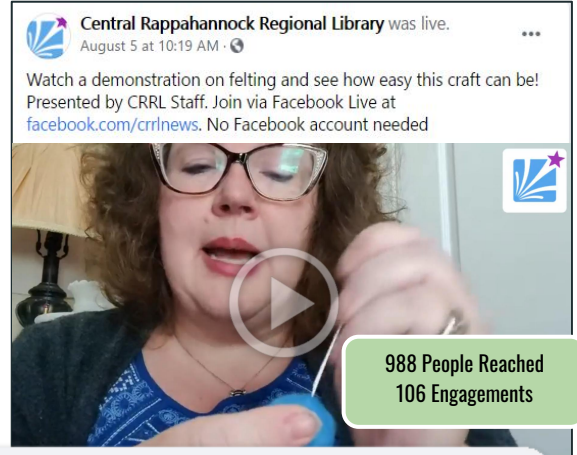 Central Rappahannock Regional Library was live.
August 5 at 10:19 AM ·
Watch a demonstration on felting and see how easy this craft can be!
Presented by CRRL Staff. Join via Facebook Live at
facebook.com/crrlnews. No Facebook account needed
988 People Reached
106 Engagements